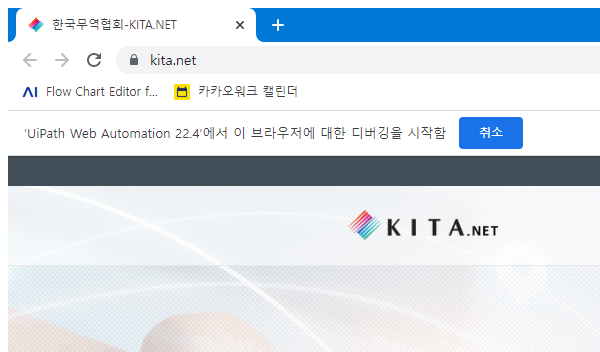 한국무역협회-KITA.NET
kita.net
Flow Chart Editor f...
카카오워크 캘린더
'UiPath Web Automation 22.4'에서 이 브라우저에 대한 디버깅을 시작함
취소
KITA.NET